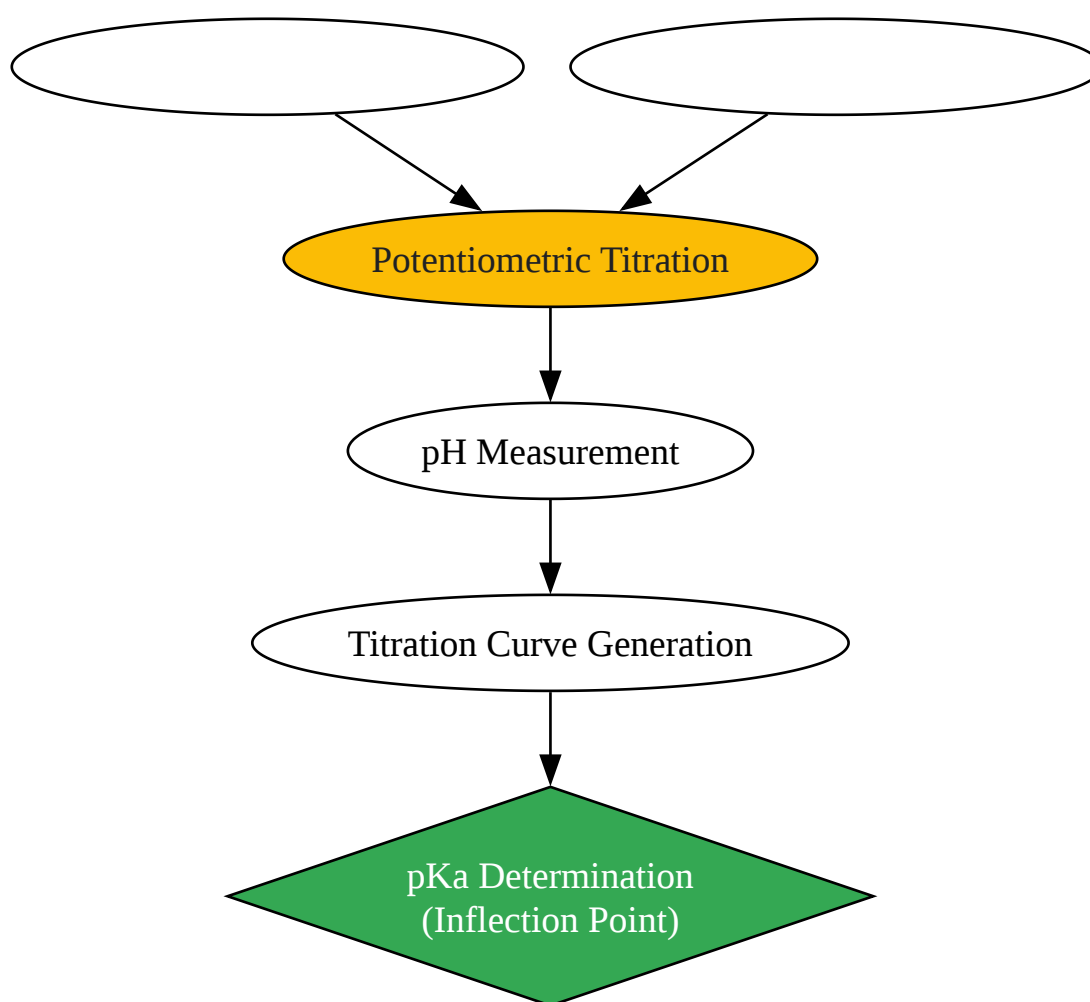 Potentiometric Titration
pH Measurement
Titration Curve Generation
pKa Determination
(Inflection Point)